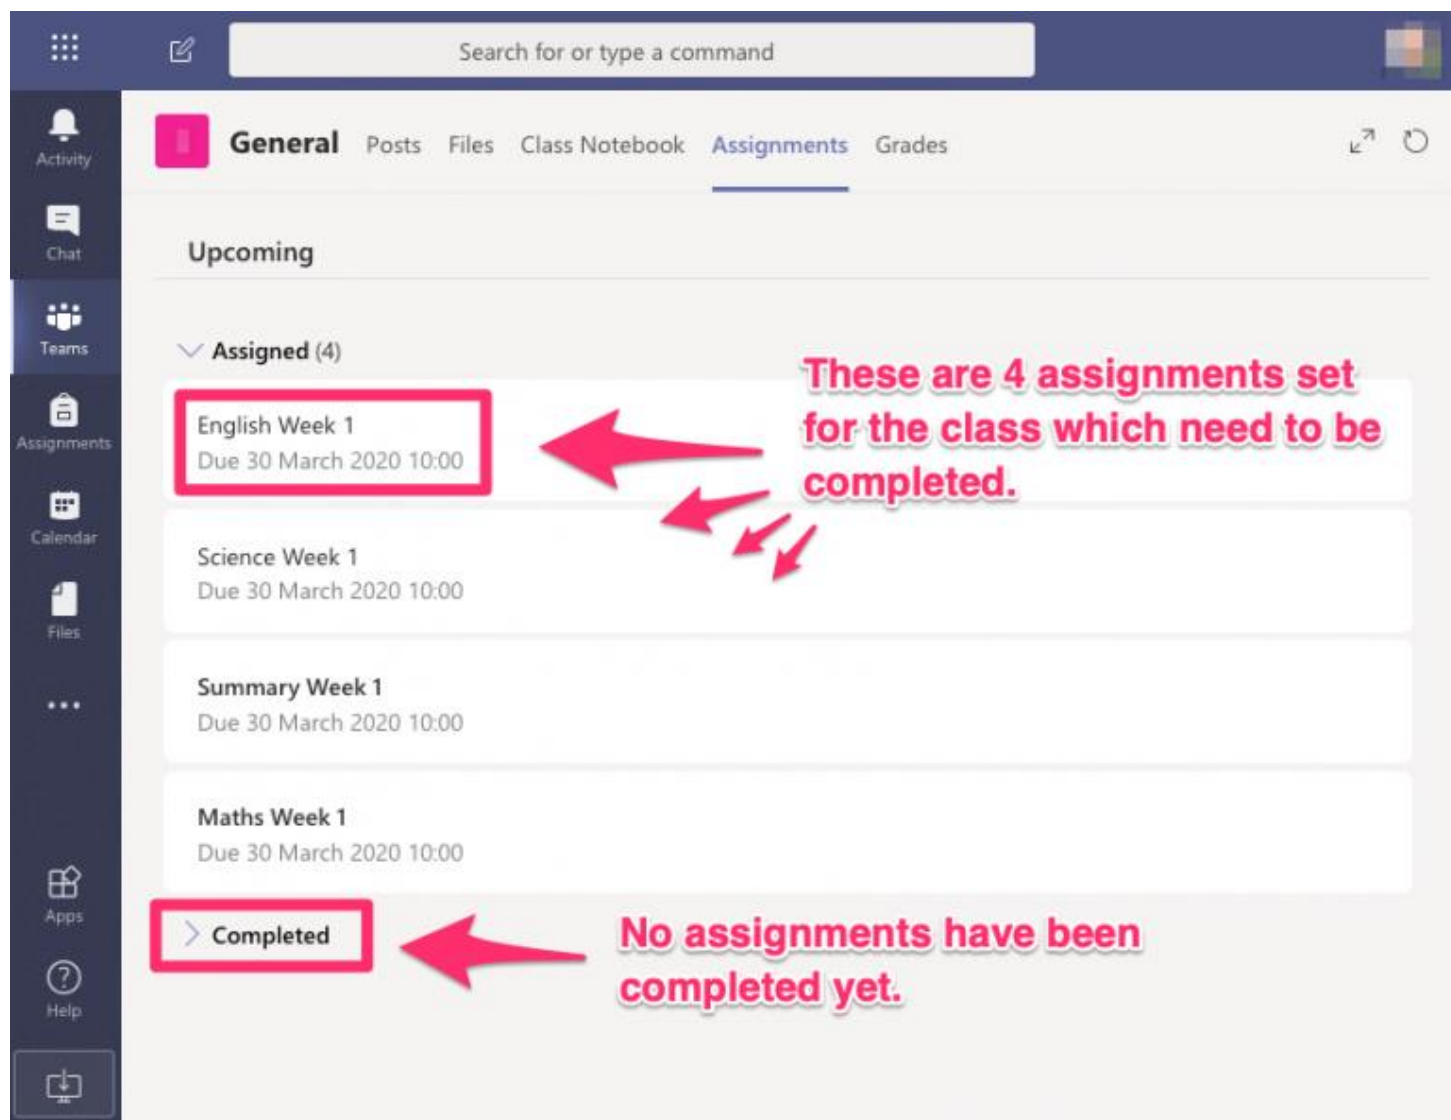 Search for or type a command
Activity
General Posts Files Class Notebook Assignments Grades
Chat
Upcoming
Teams
Assigned (4)
These are 4 assignments set
for the class which need to be
completed.
English Week 1
Due 30 March 2020 10:00
Assignments
Science Week 1
Due 30 March 2020 10:00
Calendar
Files
Summary Week 1
Due 30 March 2020 10:00
Maths Week 1
Due 30 March 2020 10:00
Apps
Completed
No assignments have been
completed yet.
Help